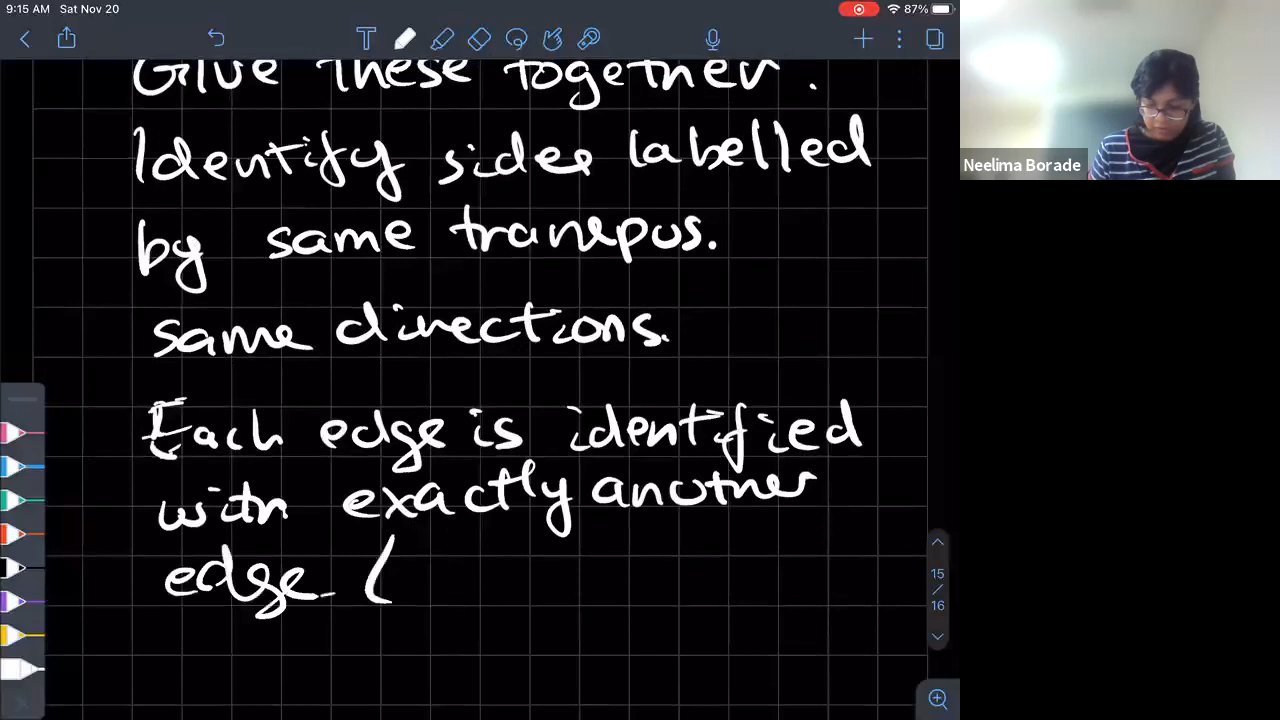 9:15 AM Sat Nov 20
87%
Glue these together.
Identify sides labelled
by same transpos.
same directions.
Each edge is identified
with exactly another
edge. (
15
/
16
Neelima Borade